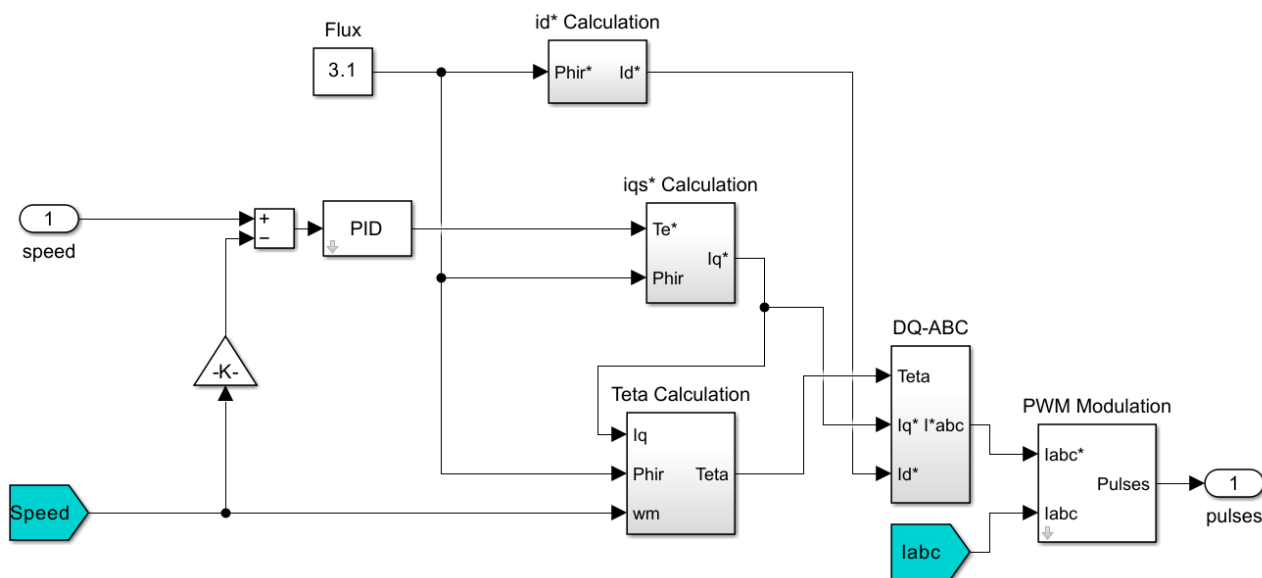 id* Calculation
Flux
3.1
Phir* Id*
iqs* Calculation
1
+
−
PID
Te*
speed
Iq*
Phir
DQ-ABC
-K-
Teta
Teta Calculation
PWM Modulation
Iq* I*abc
Iq
Iabc*
Phir Teta
Id*
Pulses
1
Speed
wm
Iabc
pulses
Iabc